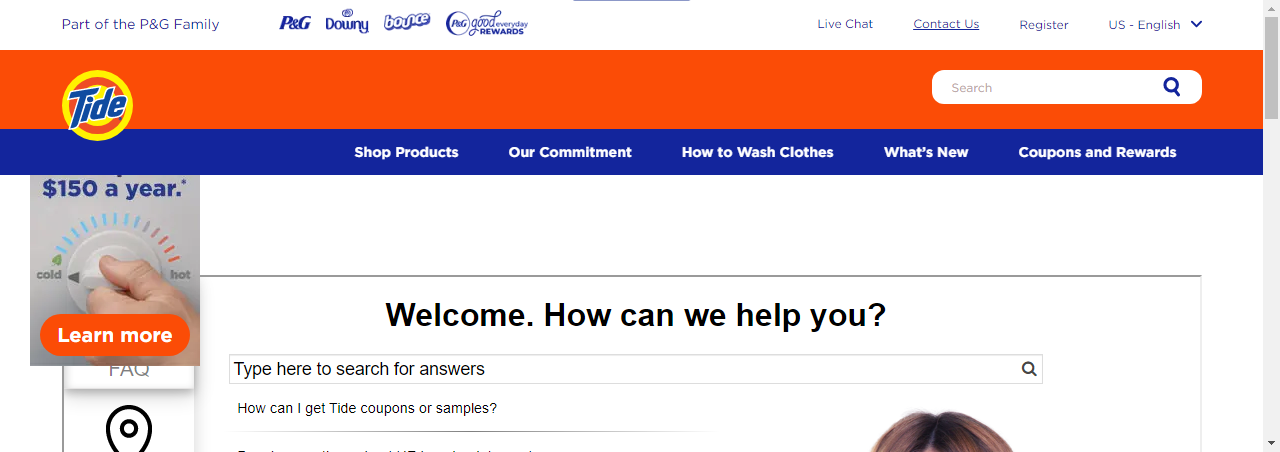 Part of the P&G Family
P&G
Downy
bounce
P&G good everyday
REWARDS
Live Chat
Contact Us
Register
US - English
Tide
Search
Shop Products
Our Commitment
How to Wash Clothes
What's New
Coupons and Rewards
$150 a year.*
cold
hot
Learn more
FAQ
Welcome. How can we help you?
Type here to search for answers
How can I get Tide coupons or samples?